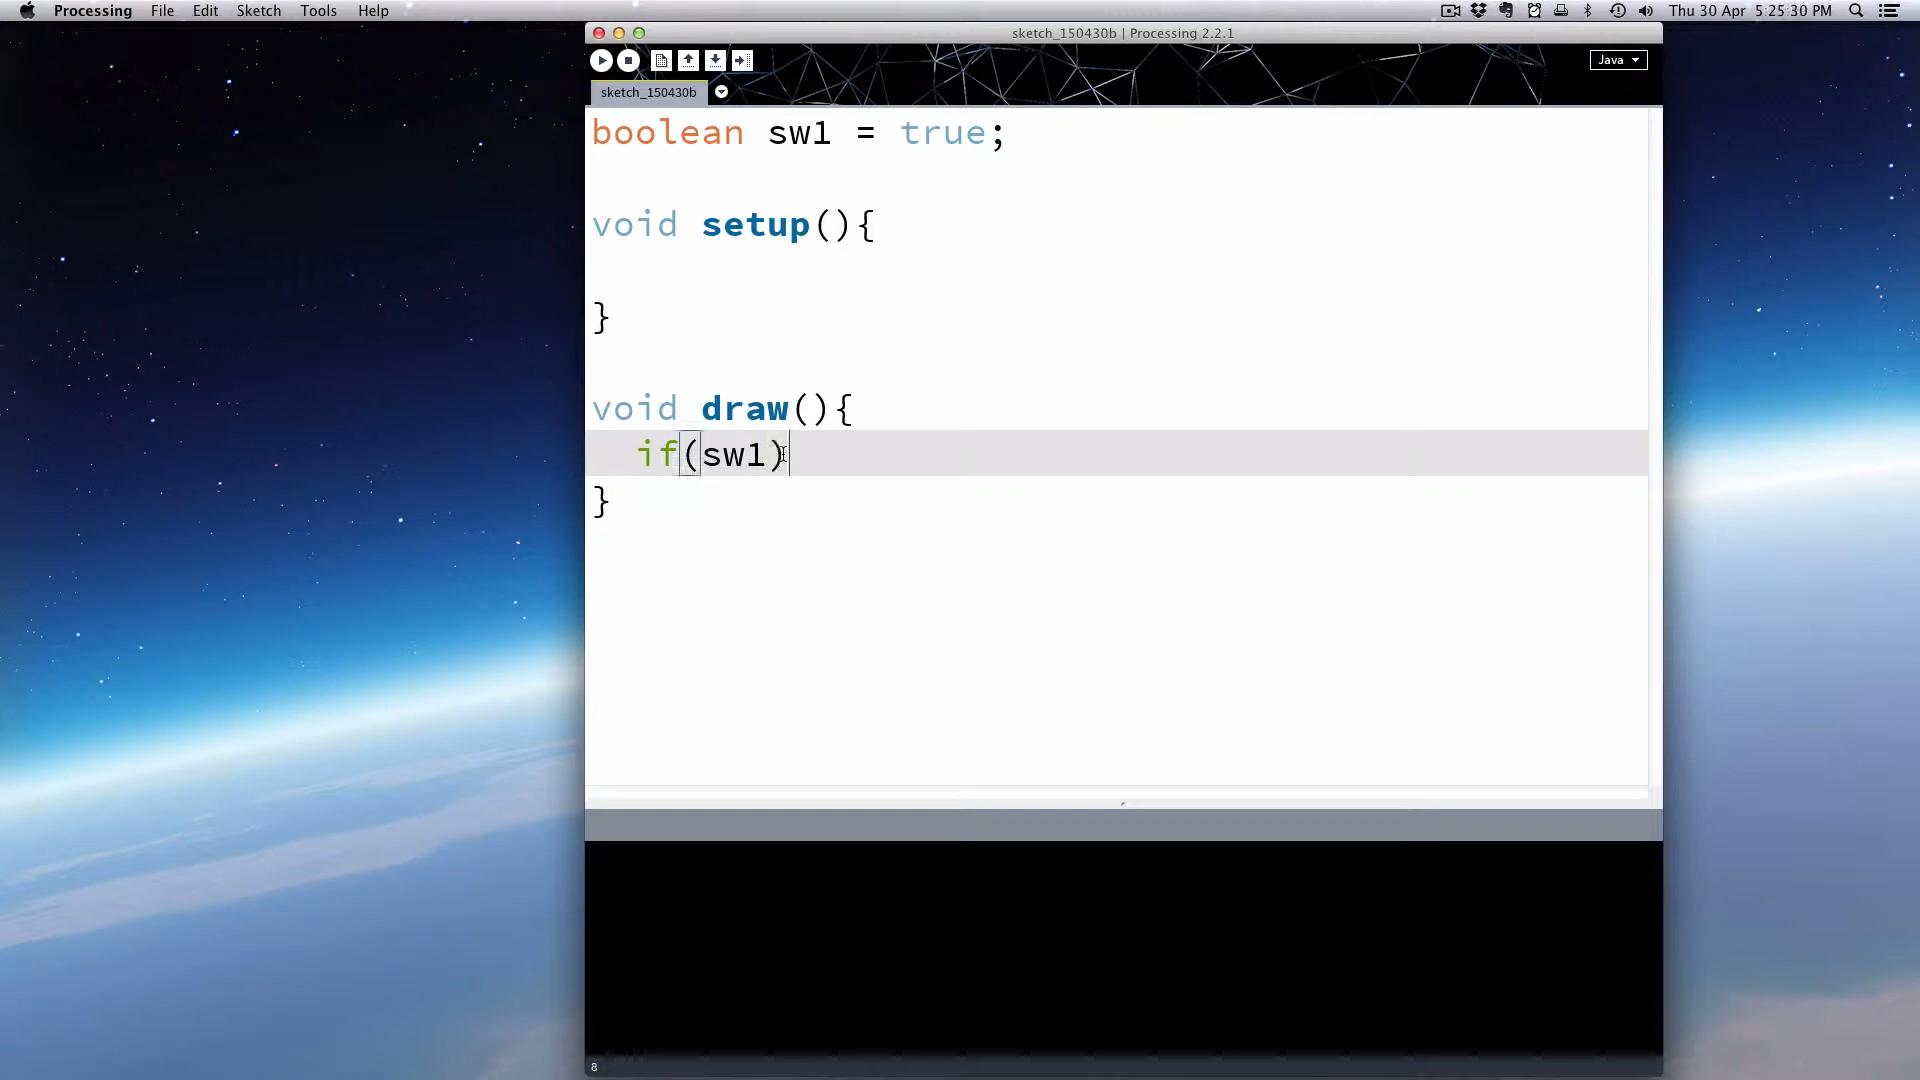 Processing File Edit Sketch Tools Help Thu 30 Apr 5:25:30 PM
sketch_150430b | Processing 2.2.1
Java
sketch_150430b
boolean sw1 = true;
void setup(){
}
void draw(){
if(sw1)
}
8